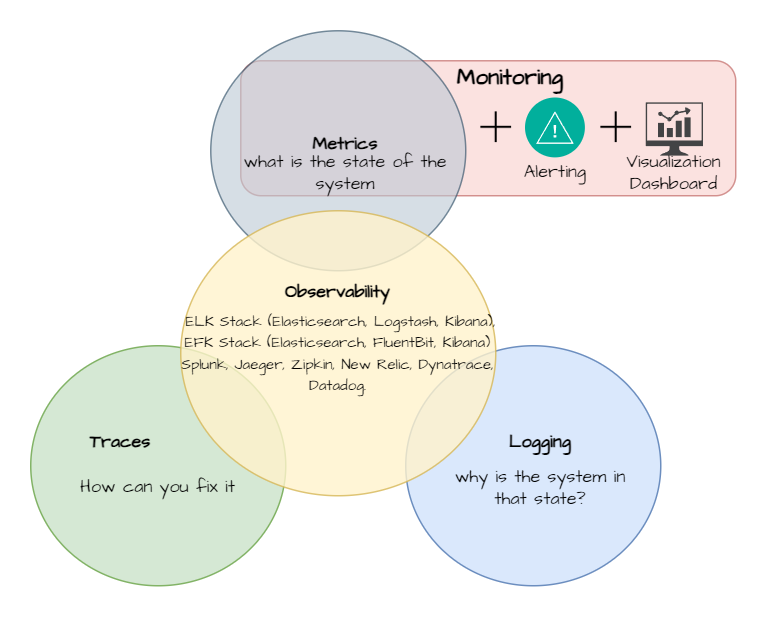 Monitoring
Metrics
what is the state of the
system
Alerting
Visualization
Dashboard
Observability
ELK Stack (Elasticsearch, Logstash, Kibana),
EFK Stack (Elasticsearch, FluentBit, Kibana)
Splunk, Jaeger, Zipkin, New Relic, Dynatrace,
Datadog.
Traces
How can you fix it
Logging
why is the system in
that state?